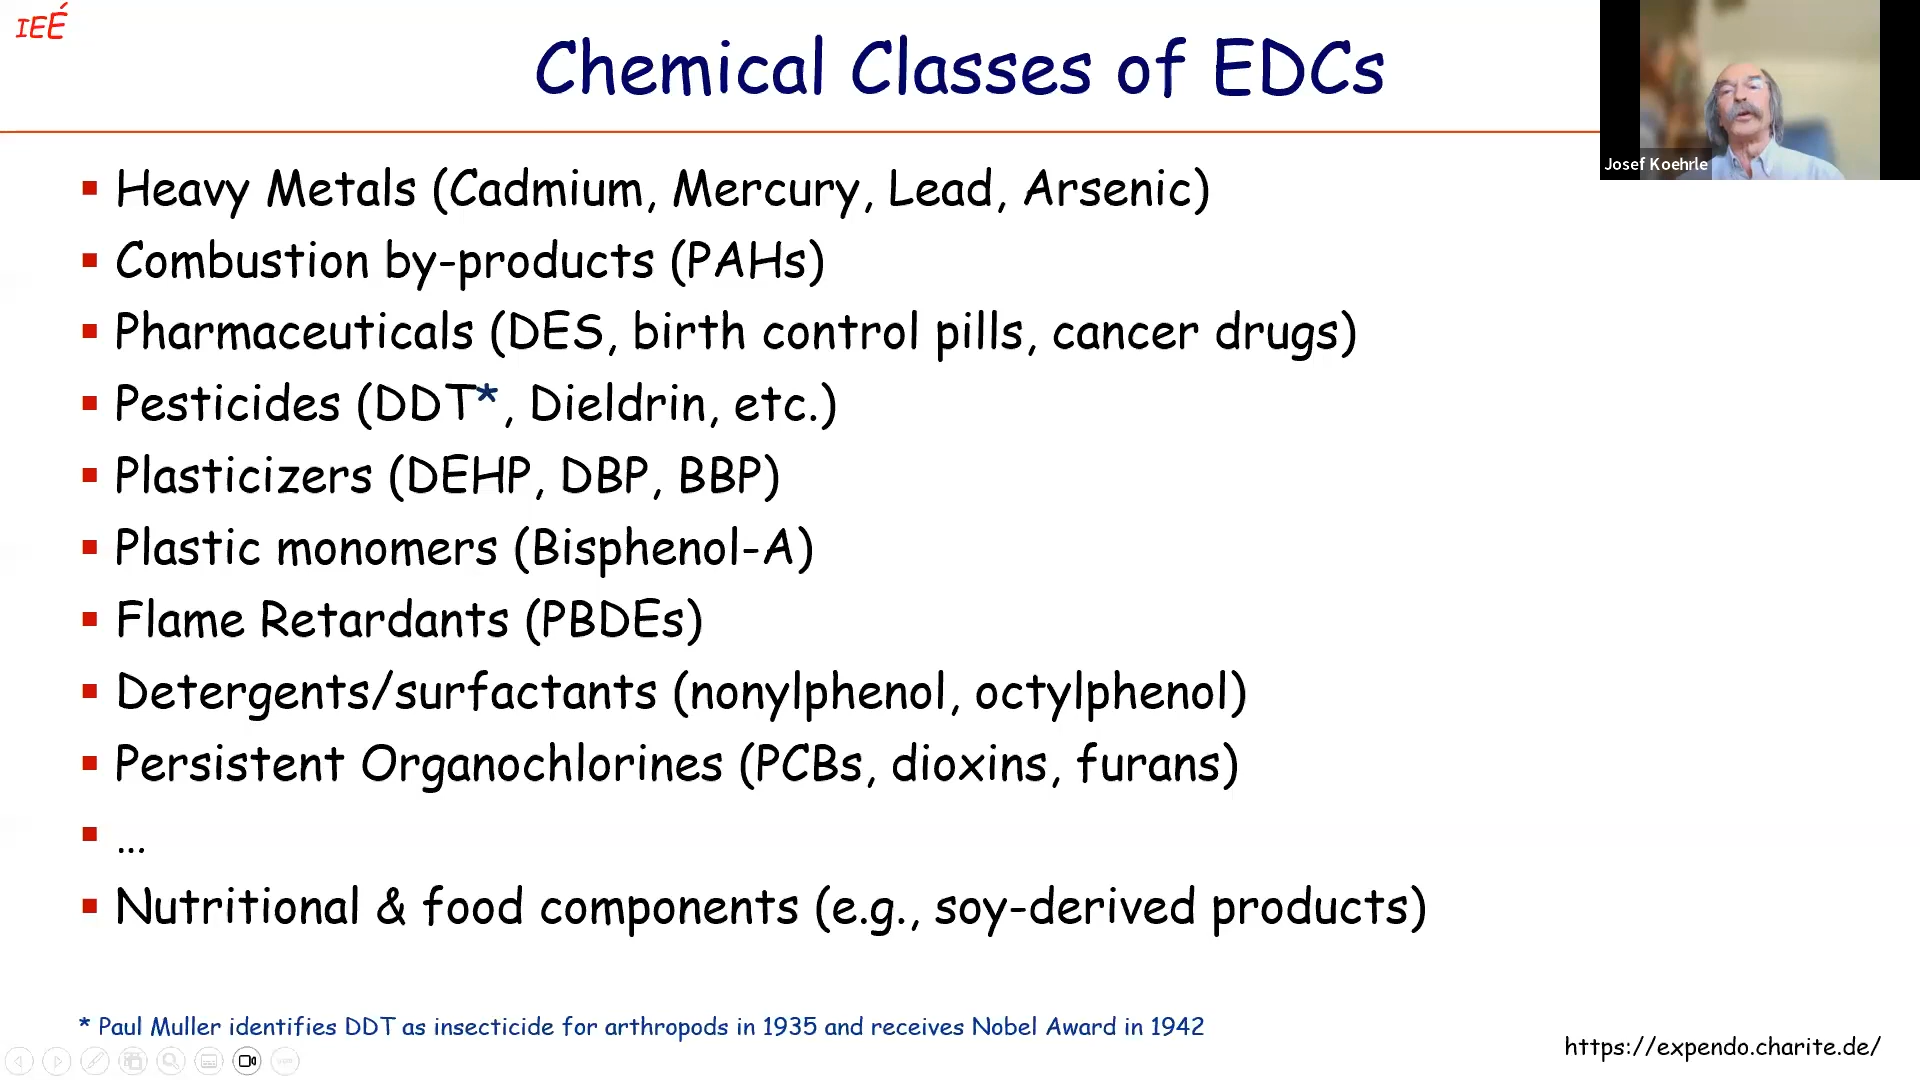 IEÉ
Chemical Classes of EDCs
Josef Koehrle
▪ Heavy Metals (Cadmium, Mercury, Lead, Arsenic)
▪ Combustion by-products (PAHs)
▪ Pharmaceuticals (DES, birth control pills, cancer drugs)
▪ Pesticides (DDT*, Dieldrin, etc.)
▪ Plasticizers (DEHP, DBP, BBP)
▪ Plastic monomers (Bisphenol-A)
▪ Flame Retardants (PBDEs)
▪ Detergents/surfactants (nonylphenol, octylphenol)
▪ Persistent Organochlorines (PCBs, dioxins, furans)
▪ ...
▪ Nutritional & food components (e.g., soy-derived products)
* Paul Muller identifies DDT as insecticide for arthropods in 1935 and receives Nobel Award in 1942
https://expendo.charite.de/